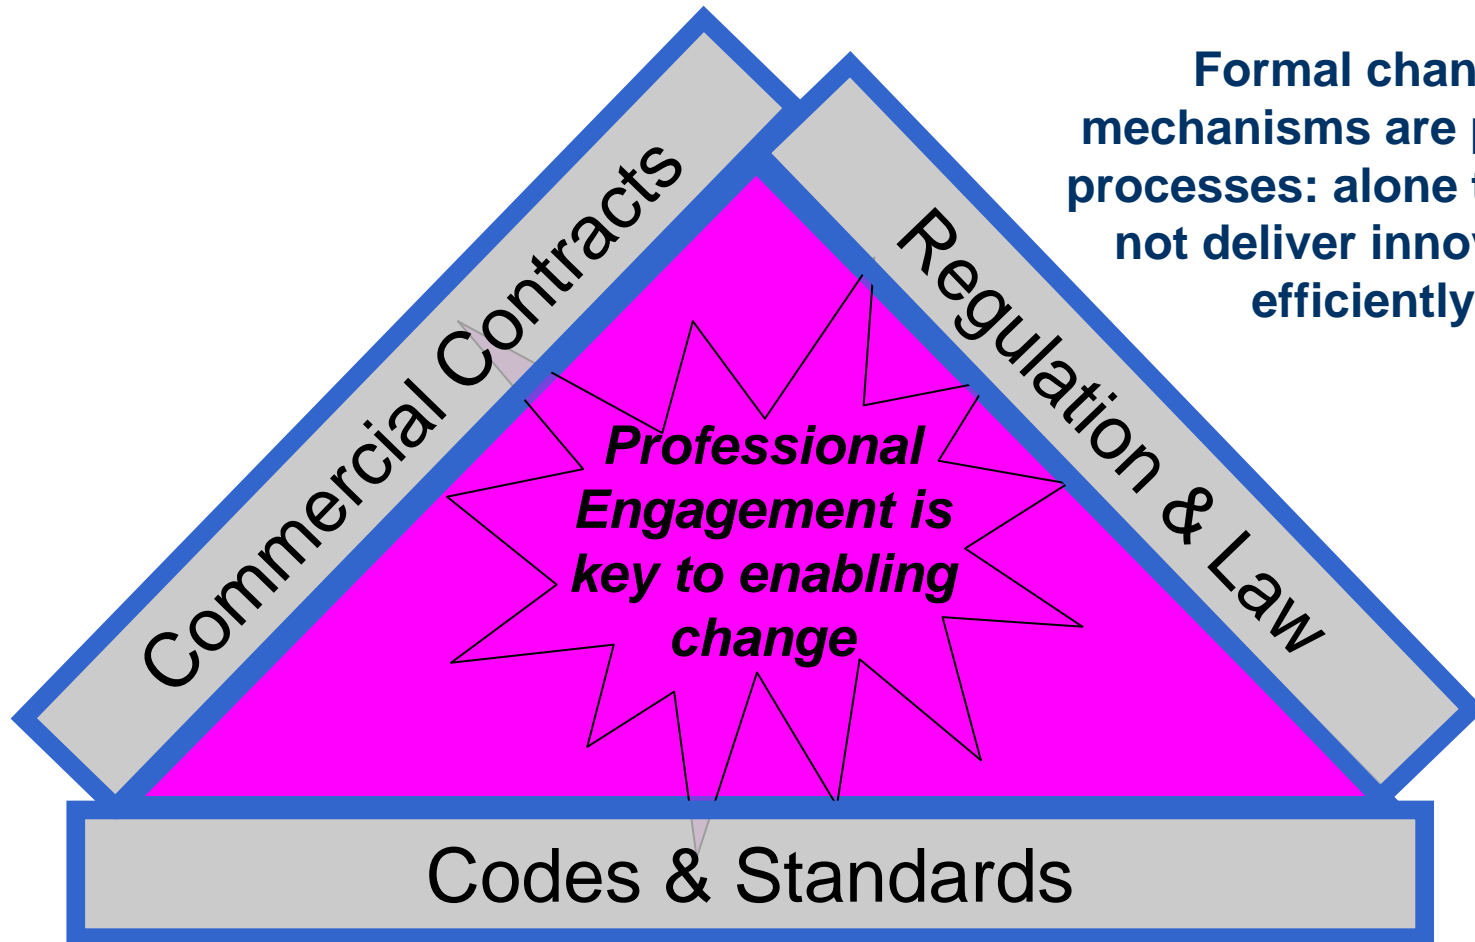 Formal chan
mechanisms are
processes: alone
not deliver inno
efficiently
Commercial Contracts
Regulation & Law
Professional
Engagement is
key to enabling
change
Codes & Standards